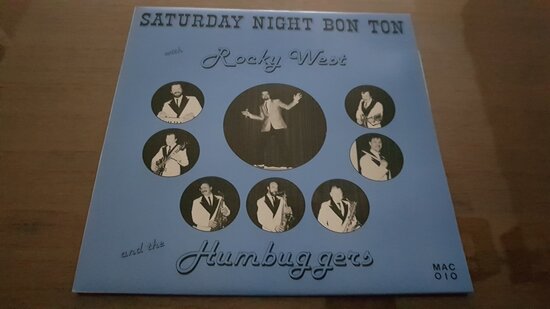 SATURDAY NIGHT BON TON
with
Rocky West
and the
Humbuggers
MAC
010